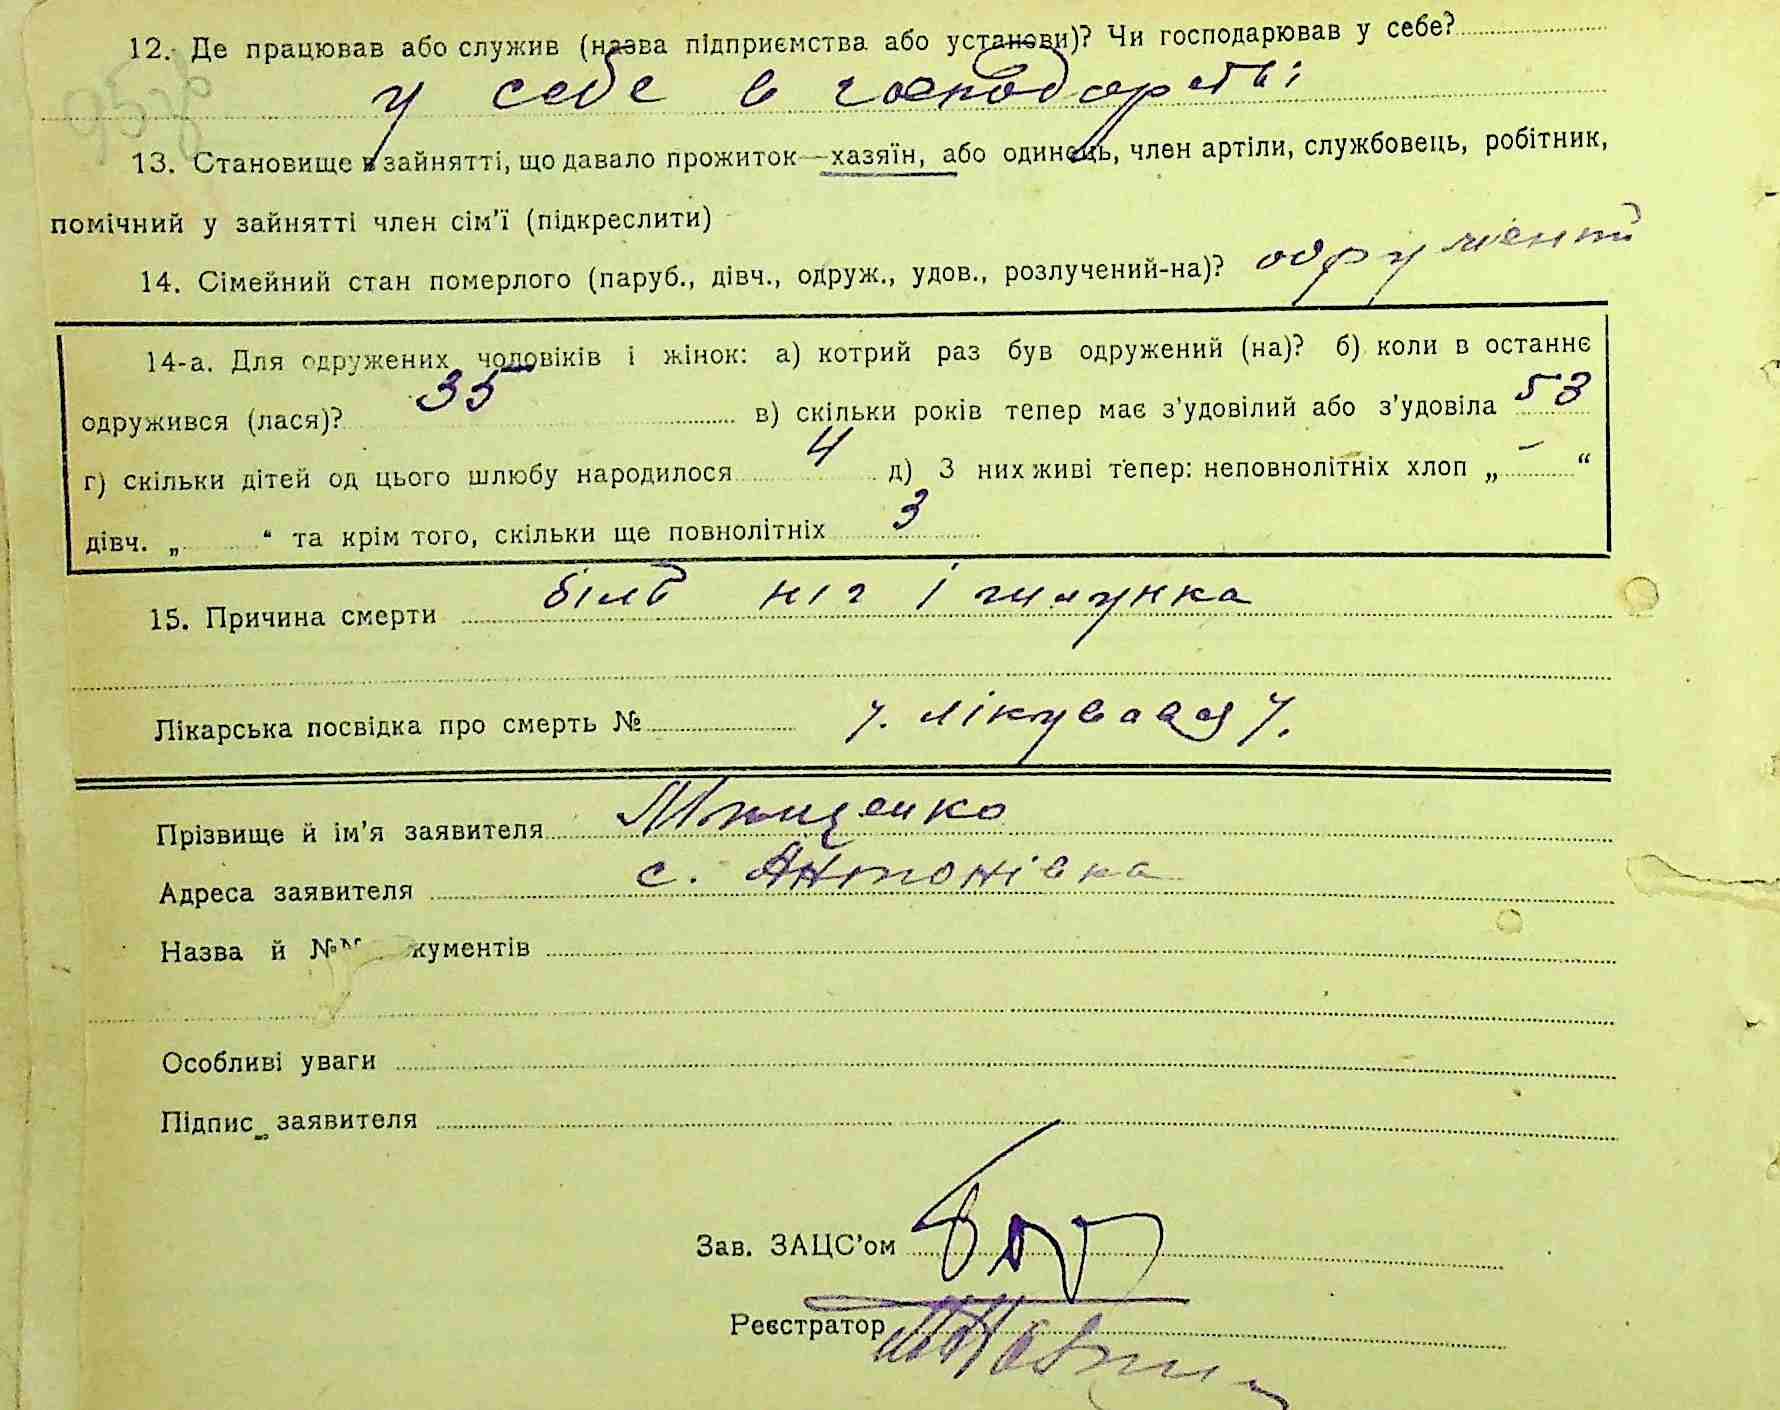 12. Де працював або служив (назва підприємства або установи)? Чи господарював у себе?
у себе в господарстві
13. Становище в зайнятті, що давало прожиток—хазяїн, або одинець, член артіли, службовець, робітник,
помічний у зайнятті член сім'ї (підкреслити)
14. Сімейний стан померлого (паруб., дівч., одруж., удов., розлучений-на)? одружений
14-а. Для одружених чоловіків і жінок: а) котрий раз був одружений (на)? б) коли в останнє
одружився (лася)? 35 в) скільки років тепер має з'удовілий або з'удовіла 53
г) скільки дітей од цього шлюбу народилося 4 д) З них живі тепер: неповнолітніх хлоп „ – “
дівч. „ “ та крім того, скільки ще повнолітніх 3
15. Причина смерти біль ніг і шлунка
Лікарська посвідка про смерть №
Прізвище й ім'я заявителя
Адреса заявителя с. Антонівка
Назва й №№ документів
Особливі уваги
Підпис заявителя
Зав. ЗАЦС'ом
Реєстратор